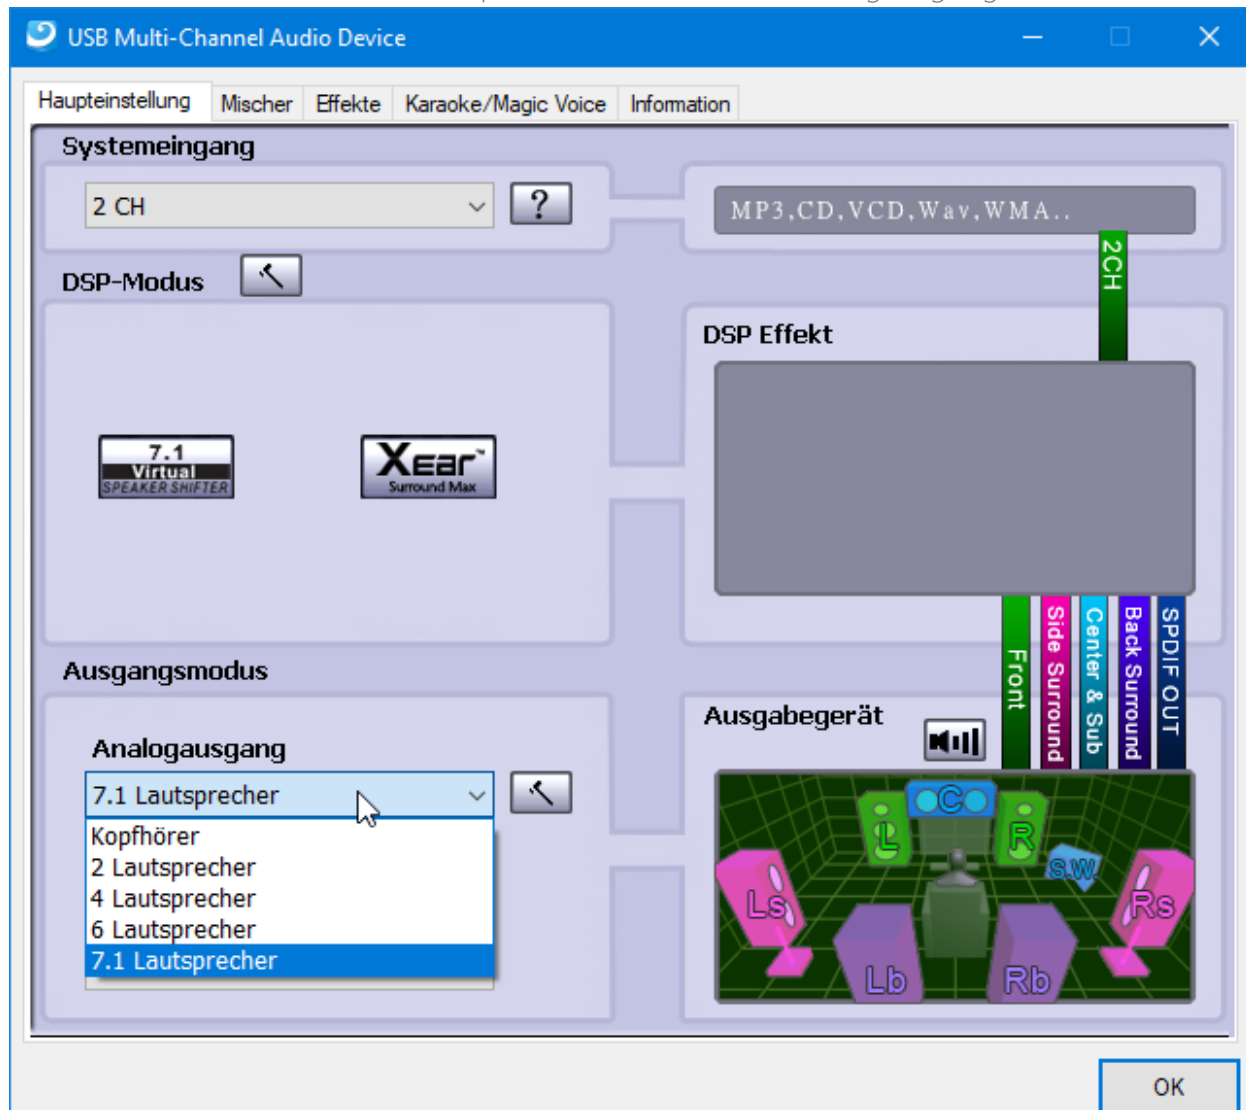 USB Multi-Channel Audio Device
Haupteinstellung Mischer Effekte Karaoke/Magic Voice Information
Systemeingang
2 CH
?
MP3,CD,VCD,Wav,WMA..
2CH
DSP-Modus
DSP Effekt
7.1
Virtual
SPEAKER SHIFTER
Xear™
Surround Max
Front
Side Surround
Center & Sub
Back Surround
SPDIF OUT
Ausgangsmodus
Analogausgang
7.1 Lautsprecher
Kopfhörer
2 Lautsprecher
4 Lautsprecher
6 Lautsprecher
7.1 Lautsprecher
Ausgabegerät
L C R
S.W.
Ls Rs
Lb Rb
OK